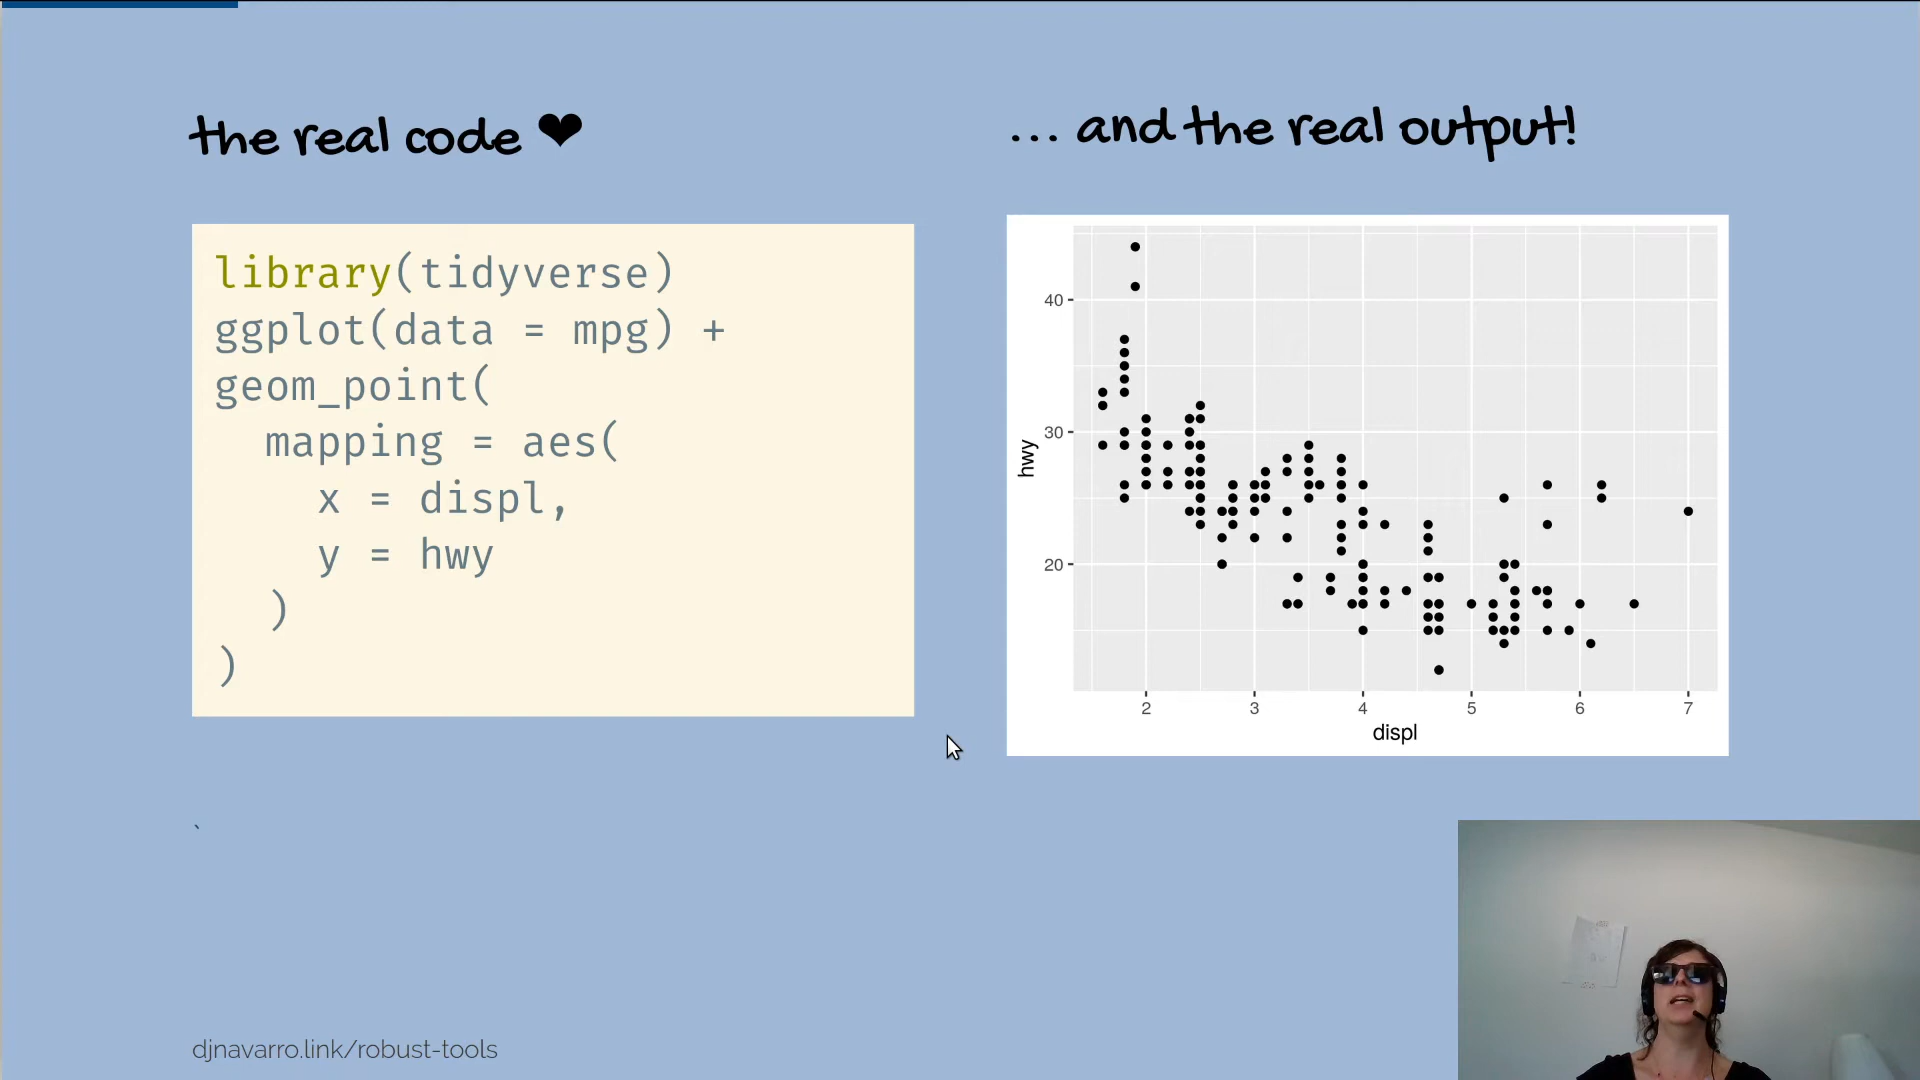 the real code ❤
... and the real output!
library(tidyverse)
ggplot(data = mpg) +
geom_point(
  mapping = aes(
    x = displ,
    y = hwy
  )
)
40
30
20
hwy
2 3 4 5 6 7
displ
`
djnavarro.link/robust-tools